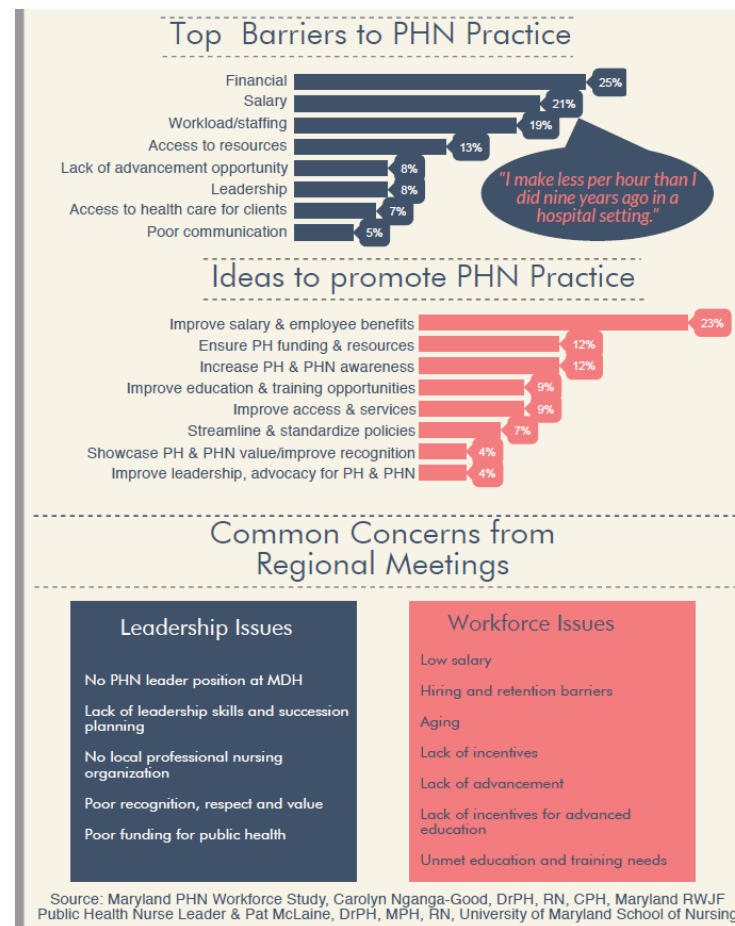 Top Barriers to PHN Practice
Financial 25%
Salary 21%
Workload/staffing 19%
Access to resources 13%
Lack of advancement opportunity 8%
Leadership 8%
Access to health care for clients 7%
Poor communication 5%
"I make less per hour than I
did nine years ago in a
hospital setting."
Ideas to promote PHN Practice
Improve salary & employee benefits 23%
Ensure PH funding & resources 12%
Increase PH & PHN awareness 12%
Improve education & training opportunities 9%
Improve access & services 9%
Streamline & standardize policies 7%
Showcase PH & PHN value/improve recognition 4%
Improve leadership, advocacy for PH & PHN 4%
Common Concerns from
Regional Meetings
Leadership Issues
No PHN leader position at MDH
Lack of leadership skills and succession
planning
No local professional nursing
organization
Poor recognition, respect and value
Poor funding for public health
Workforce Issues
Low salary
Hiring and retention barriers
Aging
Lack of incentives
Lack of advancement
Lack of incentives for advanced
education
Unmet education and training needs
Source: Maryland PHN Workforce Study, Carolyn Nganga-Good, DrPH, RN, CPH, Maryland RWJF
Public Health Nurse Leader & Pat McLaine, DrPH, MPH, RN, University of Maryland School of Nursing